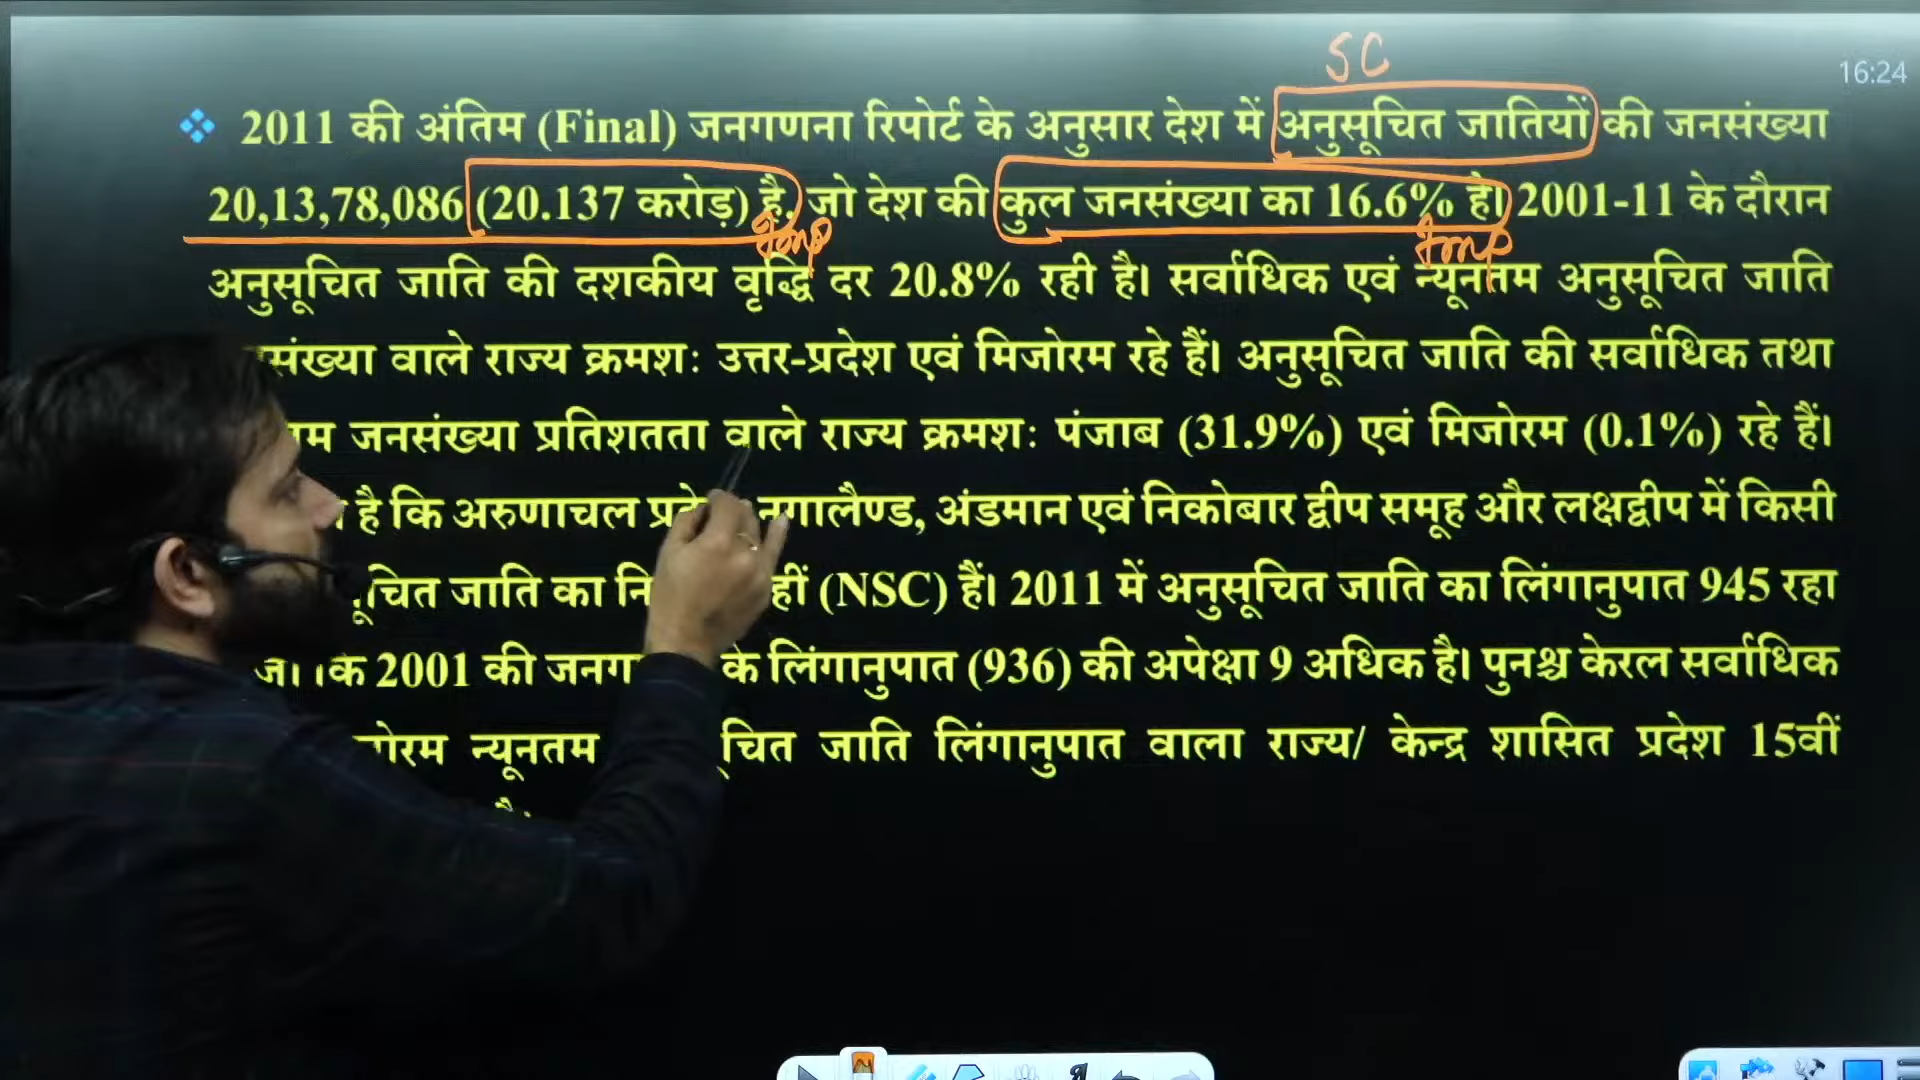 SC
16:24
❖ 2011 की अंतिम (Final) जनगणना रिपोर्ट के अनुसार देश में अनुसूचित जातियों की जनसंख्या
20,13,78,086 (20.137 करोड़) है, जो देश की कुल जनसंख्या का 16.6% है। 2001-11 के दौरान
Imp Imp
अनुसूचित जाति की दशकीय वृद्धि दर 20.8% रही है। सर्वाधिक एवं न्यूनतम अनुसूचित जाति
संख्या वाले राज्य क्रमशः उत्तर-प्रदेश एवं मिजोरम रहे हैं। अनुसूचित जाति की सर्वाधिक तथा
म जनसंख्या प्रतिशतता वाले राज्य क्रमशः पंजाब (31.9%) एवं मिजोरम (0.1%) रहे हैं।
है कि अरुणाचल नगालैण्ड, अंडमान एवं निकोबार द्वीप समूह और लक्षद्वीप में किसी
चित जाति का (NSC) हैं। 2011 में अनुसूचित जाति का लिंगानुपात 945 रहा
कि 2001 की के लिंगानुपात (936) की अपेक्षा 9 अधिक है। पुनश्च केरल सर्वाधिक
न्यूनतम चित जाति लिंगानुपात वाला राज्य/ केन्द्र शासित प्रदेश 15वीं